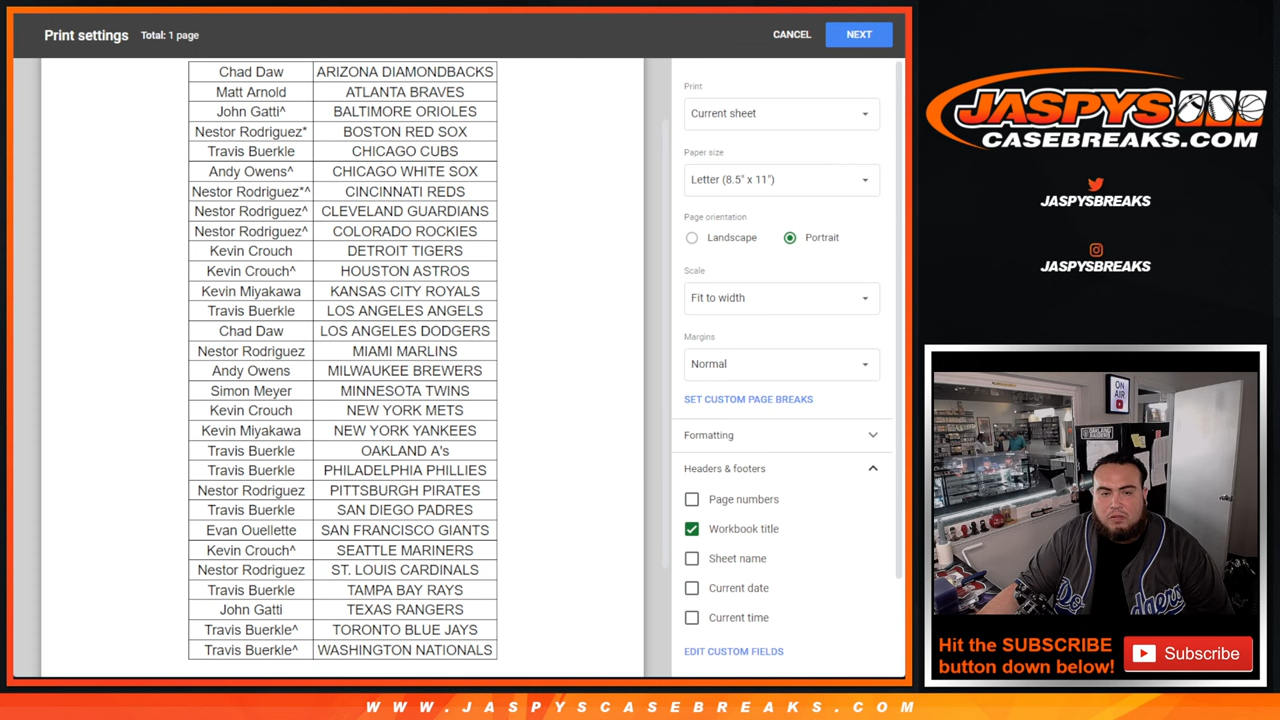 Print settings Total: 1 page CANCEL NEXT
Chad Daw ARIZONA DIAMONDBACKS
Matt Arnold ATLANTA BRAVES
John Gatti^ BALTIMORE ORIOLES
Nestor Rodriguez* BOSTON RED SOX
Travis Buerkle CHICAGO CUBS
Andy Owens^ CHICAGO WHITE SOX
Nestor Rodriguez*^ CINCINNATI REDS
Nestor Rodriguez^ CLEVELAND GUARDIANS
Nestor Rodriguez^ COLORADO ROCKIES
Kevin Crouch DETROIT TIGERS
Kevin Crouch^ HOUSTON ASTROS
Kevin Miyakawa KANSAS CITY ROYALS
Travis Buerkle LOS ANGELES ANGELS
Chad Daw LOS ANGELES DODGERS
Nestor Rodriguez MIAMI MARLINS
Andy Owens MILWAUKEE BREWERS
Simon Meyer MINNESOTA TWINS
Kevin Crouch NEW YORK METS
Kevin Miyakawa NEW YORK YANKEES
Travis Buerkle OAKLAND A's
Travis Buerkle PHILADELPHIA PHILLIES
Nestor Rodriguez PITTSBURGH PIRATES
Travis Buerkle SAN DIEGO PADRES
Evan Ouellette SAN FRANCISCO GIANTS
Kevin Crouch^ SEATTLE MARINERS
Nestor Rodriguez ST. LOUIS CARDINALS
Travis Buerkle TAMPA BAY RAYS
John Gatti TEXAS RANGERS
Travis Buerkle^ TORONTO BLUE JAYS
Travis Buerkle^ WASHINGTON NATIONALS
Print
Current sheet
Paper size
Letter (8.5" x 11")
Page orientation
Landscape Portrait
Scale
Fit to width
Margins
Normal
SET CUSTOM PAGE BREAKS
Formatting
Headers & footers
Page numbers
Workbook title
Sheet name
Current date
Current time
EDIT CUSTOM FIELDS
JASPYS
CASEBREAKS.COM
JASPYSBREAKS
JASPYSBREAKS
ON
AIR
Dodgers
Hit the SUBSCRIBE
button down below!
Subscribe
WWW.JASPYSCASEBREAKS.COM